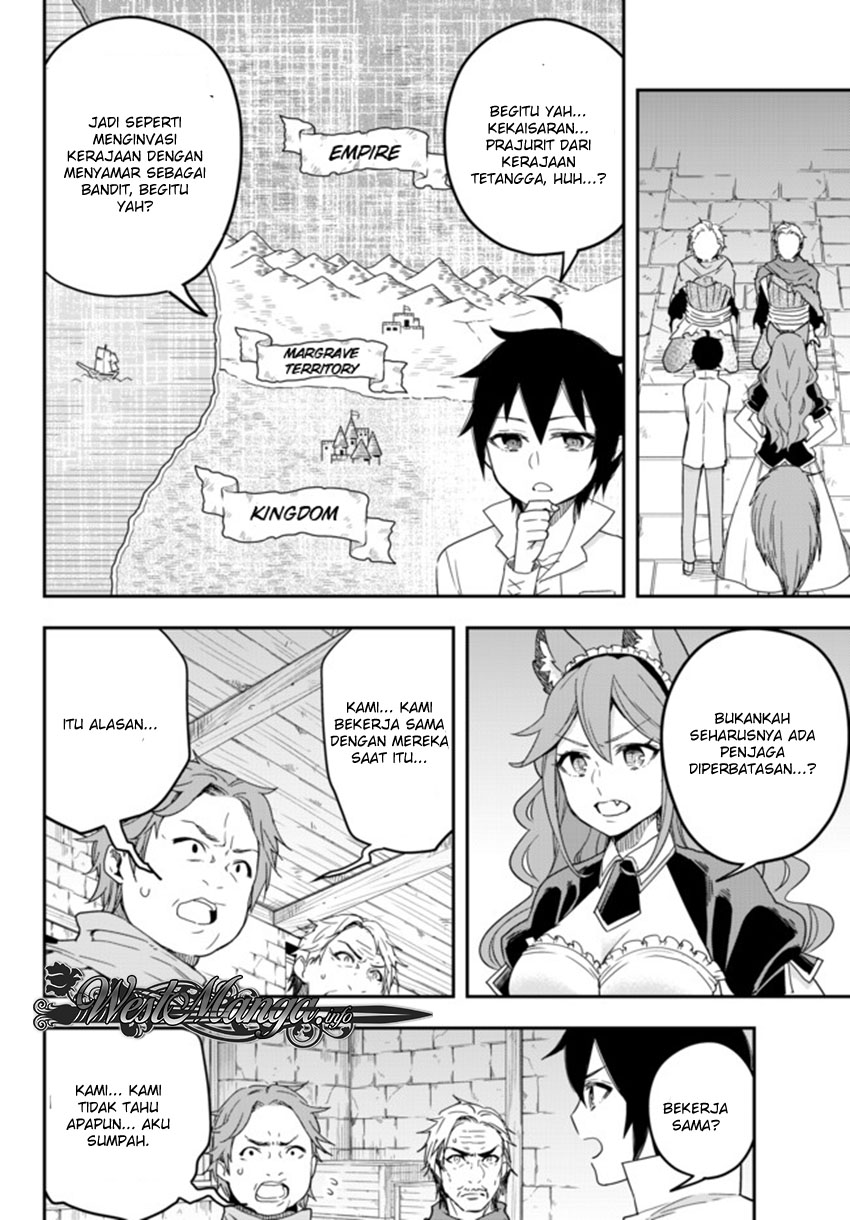 BEGITU YAH...
KEKAISARAN...
PRAJURIT DARI
KERAJAAN
TETANGGA, HUH...?
JADI SEPERTI
MENGINVASI
KERAJAAN DENGAN
MENYAMAR SEBAGAI
BANDIT, BEGITU
YAH?
EMPIRE
MARGRAVE
TERRITORY
KINGDOM
BUKANKAH
SEHARUSNYA ADA
PENJAGA
DIPERBATASAN...?
KAMI... KAMI
BEKERJA SAMA
DENGAN MEREKA
SAAT ITU...
ITU ALASAN...
WestManga.info
BEKERJA
SAMA?
KAMI... KAMI
TIDAK TAHU
APAPUN... AKU
SUMPAH.